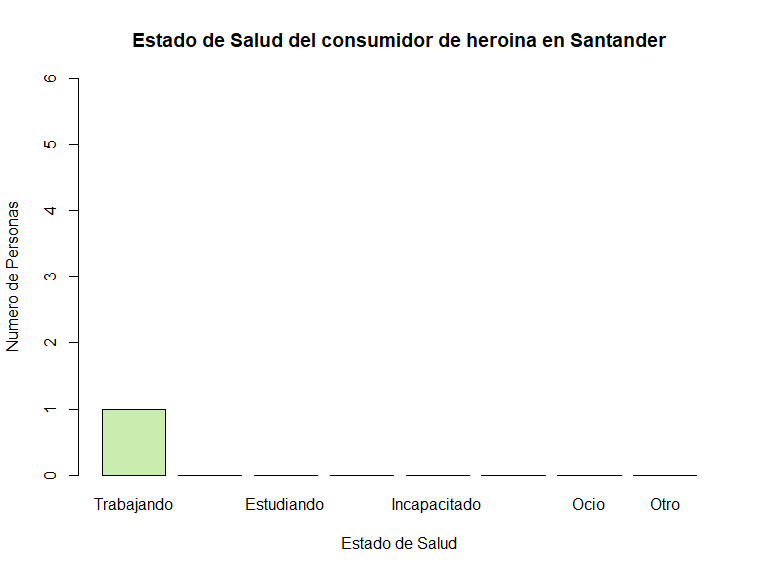 Estado de Salud del consumidor de heroina en Santander
Numero de Personas
6
5
4
3
2
1
0
Trabajando Estudiando Incapacitado Ocio Otro
Estado de Salud